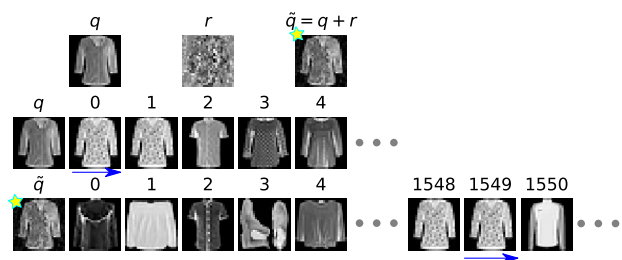 q r q̃ = q + r
q 0 1 2 3 4
q̃ 0 1 2 3 4 1548 1549 1550